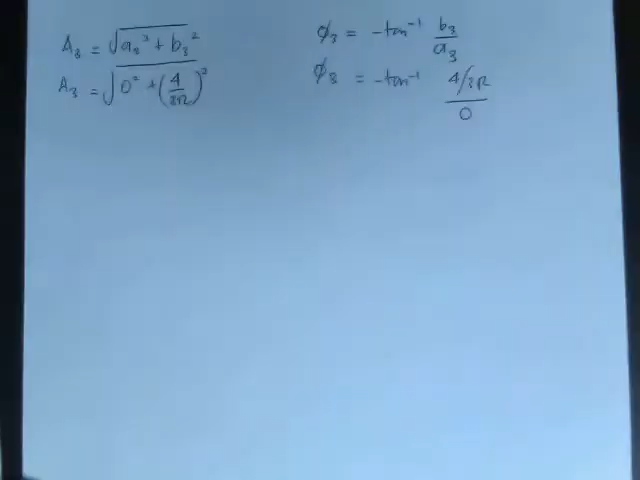 A₃ = √(a₃² + b₃²)
A₃ = √(0² + (4/3π)²)
ϕ₃ = -tan⁻¹ b₃/a₃
ϕ₃ = -tan⁻¹ (4/3π)/0